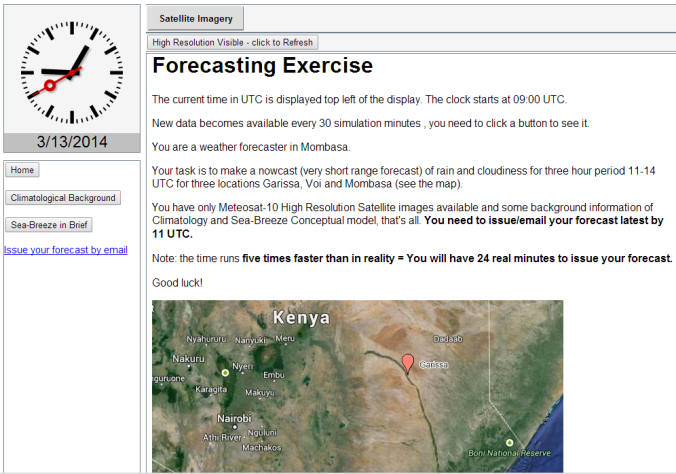 Satellite Imagery
High Resolution Visible - click to Refresh
3/13/2014
Home
Climatological Background
Sea-Breeze in Brief
Issue your forecast by email
Forecasting Exercise
The current time in UTC is displayed top left of the display. The clock starts at 09:00 UTC.
New data becomes available every 30 simulation minutes , you need to click a button to see it.
You are a weather forecaster in Mombasa.
Your task is to make a nowcast (very short range forecast) of rain and cloudiness for three hour period 11-14
UTC for three locations Garissa, Voi and Mombasa (see the map).
You have only Meteosat-10 High Resolution Satellite images available and some background information of
Climatology and Sea-Breeze Conceptual model, that's all. You need to issue/email your forecast latest by
11 UTC.
Note: the time runs five times faster than in reality = You will have 24 real minutes to issue your forecast.
Good luck!
Kenya
Nyahururu Nanyuki Meru
Dadaab
Nakuru
Nyeri
Garissa
Embu
iguruone
Karagita
Makuyu
Nairobi
Nguluni
Athi River
Machakos
Boni National Reserve